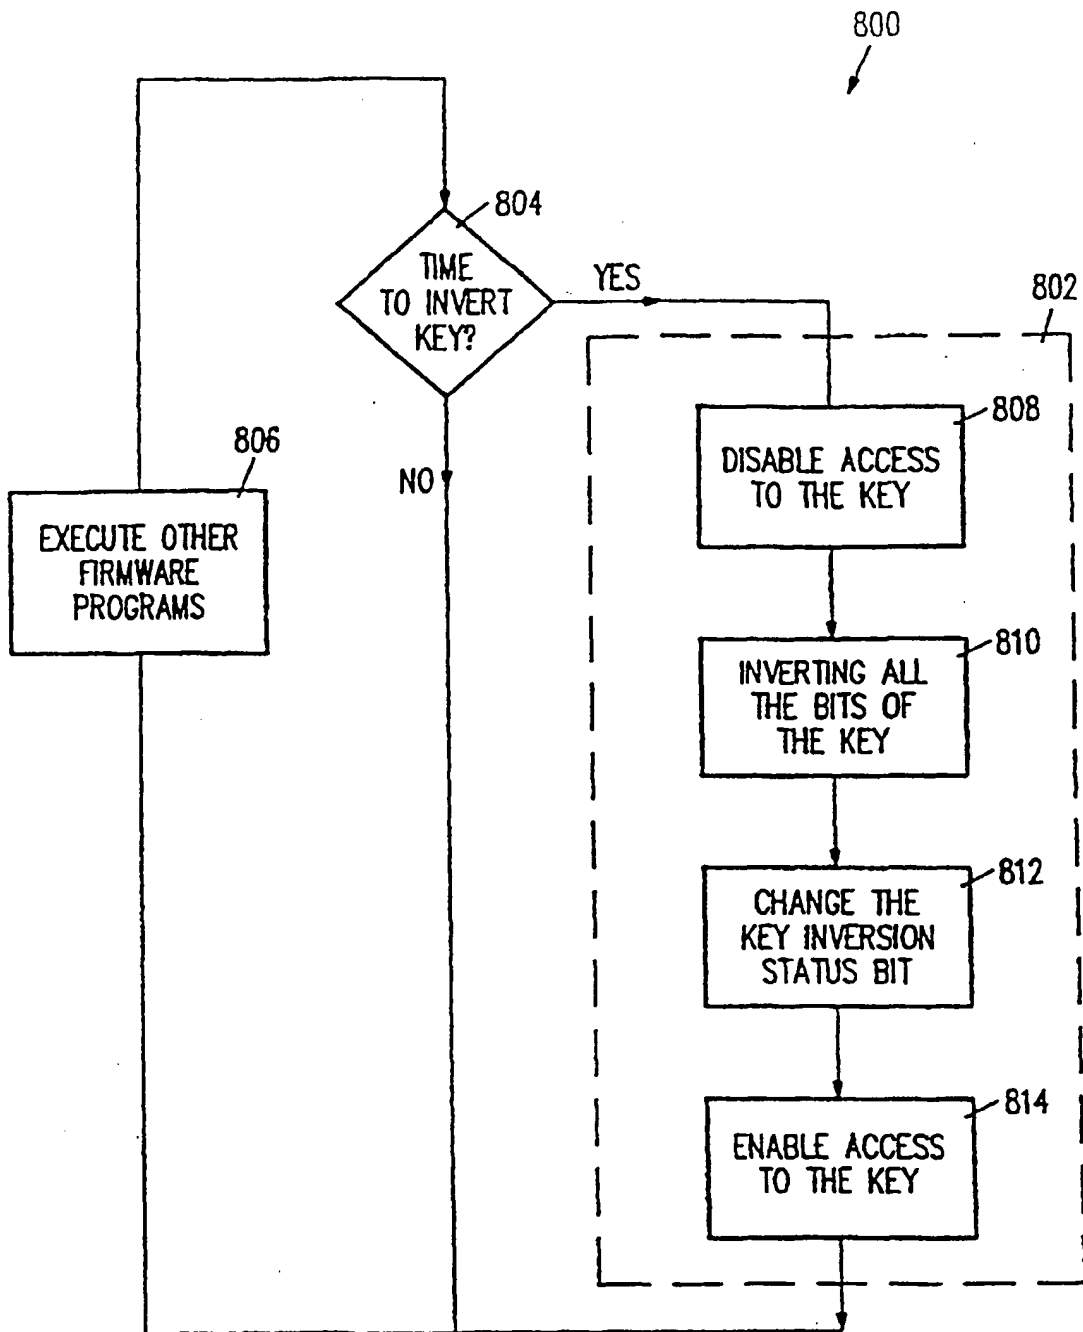 800
804
TIME
TO INVERT
KEY?
YES
802
808
DISABLE ACCESS
TO THE KEY
NO
806
EXECUTE OTHER
FIRMWARE
PROGRAMS
810
INVERTING ALL
THE BITS OF
THE KEY
812
CHANGE THE
KEY INVERSION
STATUS BIT
814
ENABLE ACCESS
TO THE KEY